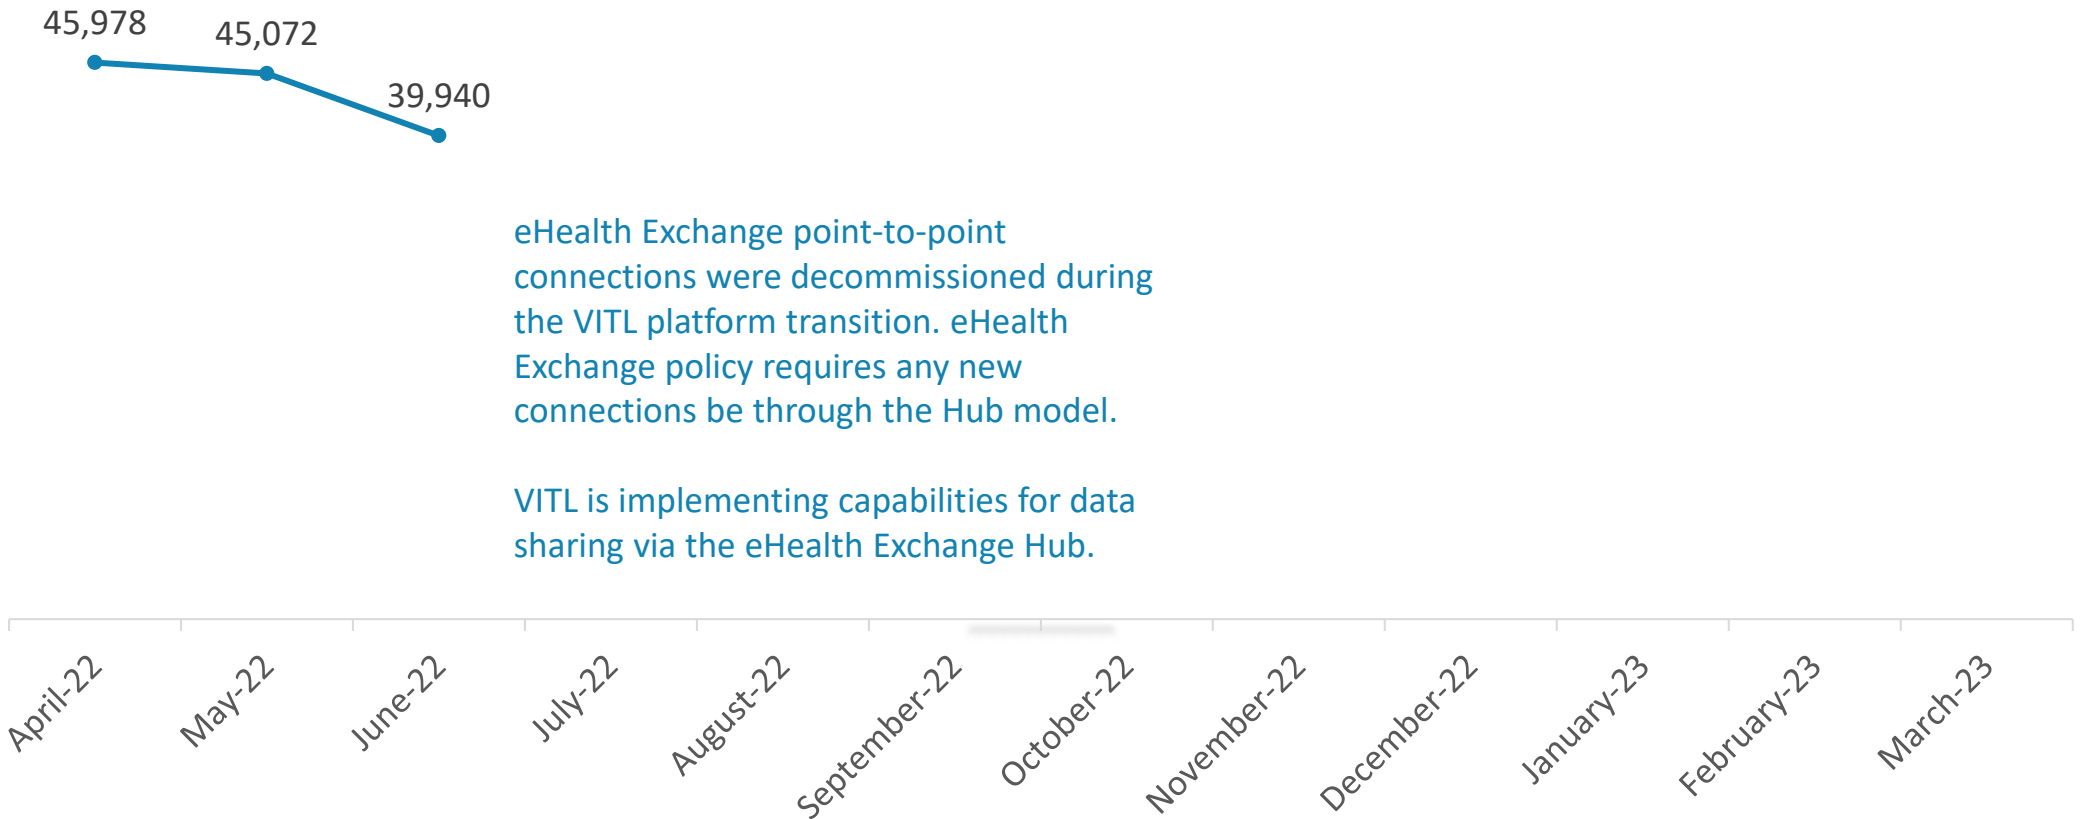 45,978
45,072
39,940
eHealth Exchange point-to-point
connections were decommissioned during
the VITL platform transition. eHealth
Exchange policy requires any new
connections be through the Hub model.
VITL is implementing capabilities for data
sharing via the eHealth Exchange Hub.
April-22
May-22
June-22
July-22
August-22
September-22
October-22
November-22
December-22
January-23
February-23
March-23